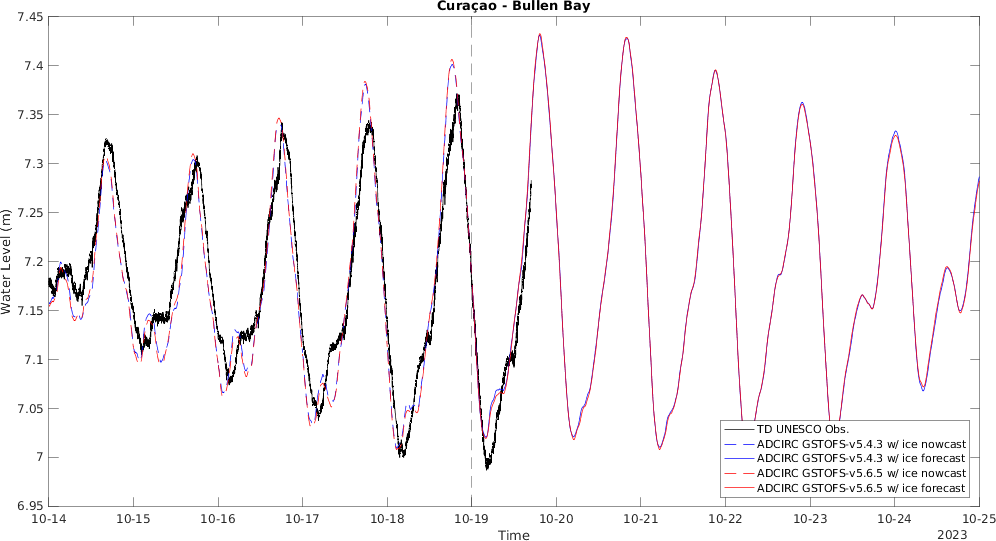 Curaçao - Bullen Bay
7.45
7.4
7.35
7.3
7.25
7.2
7.15
7.1
7.05
7
6.95
Water Level (m)
TD UNESCO Obs.
ADCIRC GSTOFS-v5.4.3 w/ ice nowcast
ADCIRC GSTOFS-v5.4.3 w/ ice forecast
ADCIRC GSTOFS-v5.6.5 w/ ice nowcast
ADCIRC GSTOFS-v5.6.5 w/ ice forecast
10-14 10-15 10-16 10-17 10-18 10-19 10-20 10-21 10-22 10-23 10-24 10-25
Time
2023